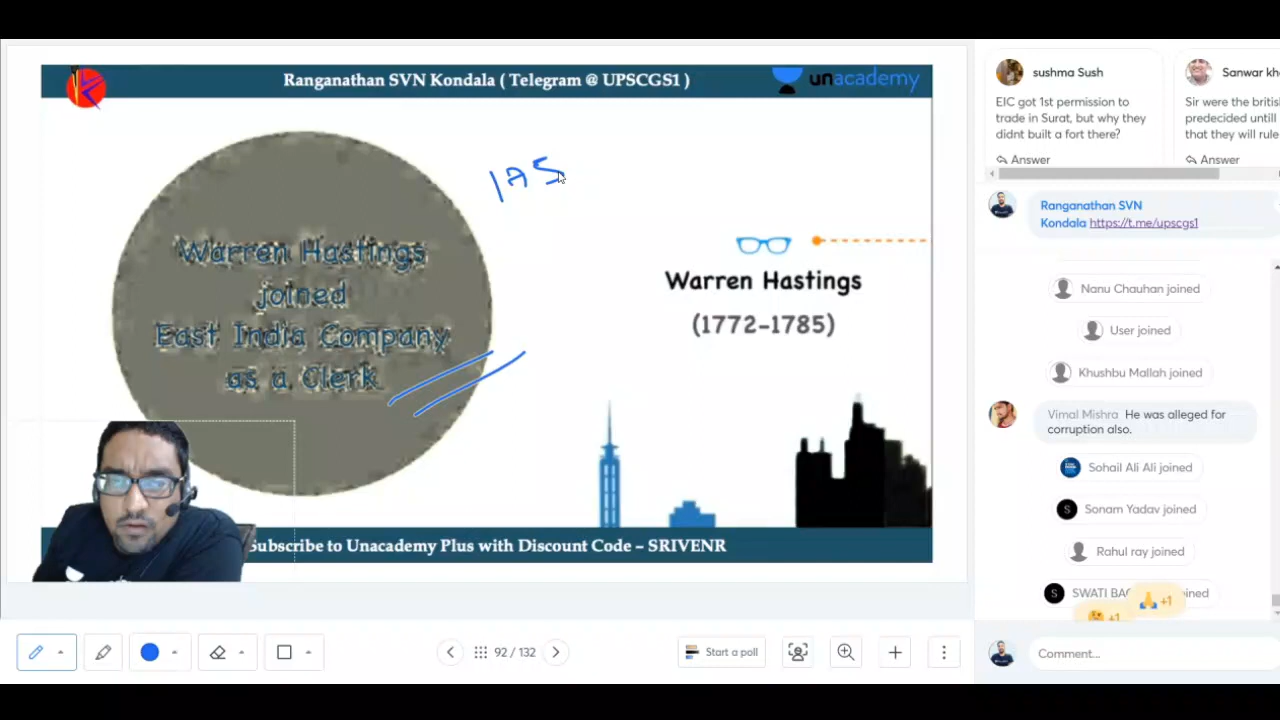 Ranganathan SVN Kondala ( Telegram @ UPSCGS1 )
unacademy
Warren Hastings
joined
East India Company
as a Clerk
Warren Hastings
(1772-1785)
Subscribe to Unacademy Plus with Discount Code – SRIVENR
92 / 132
Start a poll
sushma Sush
EIC got 1st permission to
trade in Surat, but why they
didnt built a fort there?
Answer
Sanwar
Sir were the
predecided untill
that they will rule
Answer
Ranganathan SVN
Kondala https://t.me/upscgs1
Nanu Chauhan joined
User joined
Khushbu Mallah joined
Vimal Mishra He was alleged for
corruption also.
Sohail Ali Ali joined
S
Sonam Yadav joined
Rahul ray joined
S
SWATI
+1
+1
Comment...